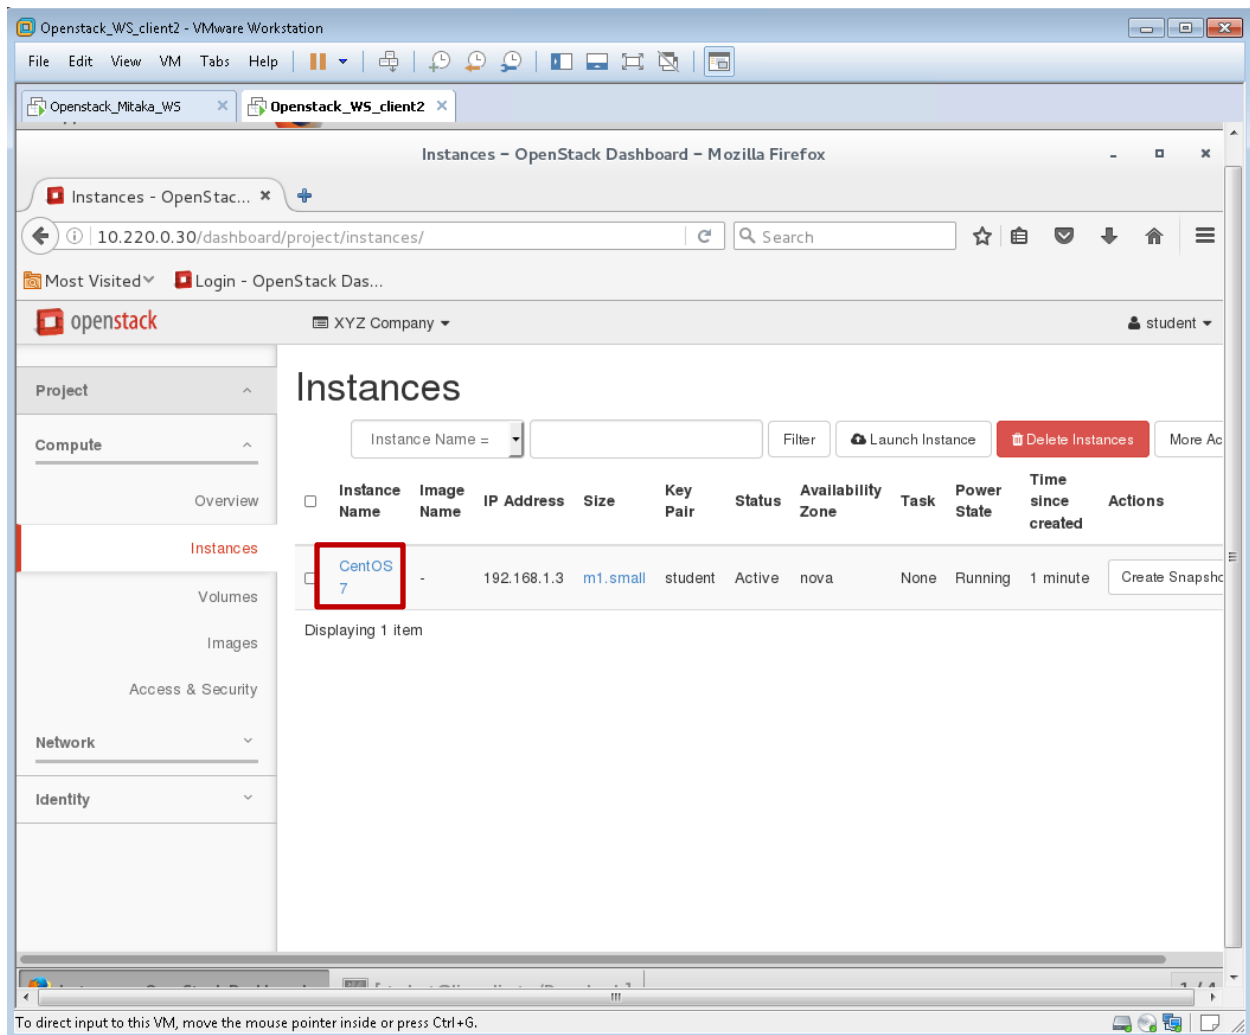 Openstack_WS_client2 - VMware Workstation
File Edit View VM Tabs Help
Openstack_Mitaka_WS
Openstack_WS_client2
Instances - OpenStack Dashboard - Mozilla Firefox
Instances - OpenStac...
10.220.0.30/dashboard/project/instances/
Search
Most Visited
Login - OpenStack Das...
openstack
XYZ Company
student
Project
Compute
Overview
Instances
Volumes
Images
Access & Security
Network
Identity
Instances
Instance Name =
Filter
Launch Instance
Delete Instances
More Ac
Instance Name
Image Name
IP Address
Size
Key Pair
Status
Availability Zone
Task
Power State
Time since created
Actions
CentOS 7
-
192.168.1.3
m1.small
student
Active
nova
None
Running
1 minute
Create Snapsho
Displaying 1 item
To direct input to this VM, move the mouse pointer inside or press Ctrl+G.